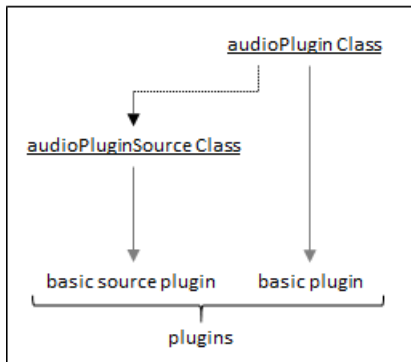 audioPlugin Class
audioPluginSource Class
basic source plugin
basic plugin
plugins